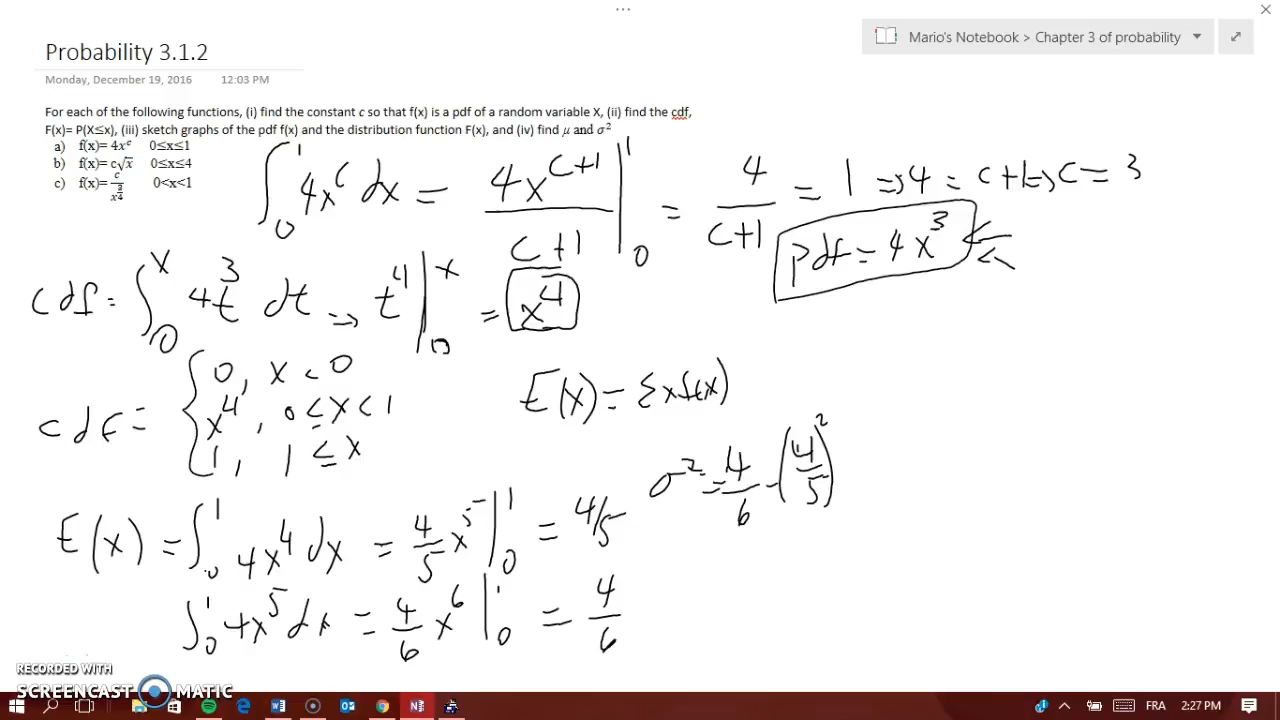 Mario's Notebook > Chapter 3 of probability
Probability 3.1.2
Monday, December 19, 2016 12:03 PM
For each of the following functions, (i) find the constant c so that f(x) is a pdf of a random variable X, (ii) find the cdf,
F(x)= P(X≤x), (iii) sketch graphs of the pdf f(x) and the distribution function F(x), and (iv) find μ and σ²
a) f(x)= 4xᶜ 0≤x≤1
b) f(x)= c√x 0≤x≤4
c) f(x)= c/x^(3/4) 0<x<1
∫₀¹ 4xᶜ dx = 4x^(c+1)/(c+1) |₀¹ = 4/(c+1) = 1 => 4 = c+1 => c = 3
pdf = 4x³
cdf = ∫₀ˣ 4t³ dt => t⁴ |₀ˣ = x⁴
cdf = { 0, x < 0
x⁴, 0 ≤ x < 1
1, 1 ≤ x
E(x) = Σxf(x)
σ² = 4/6 - (4/5)²
E(x) = ∫₀¹ 4x⁴ dx = 4/5 x⁵ |₀¹ = 4/5
∫₀¹ 4x⁵ dx = 4/6 x⁶ |₀¹ = 4/6
RECORDED WITH
SCREENCAST MATIC
FRA 2:27 PM